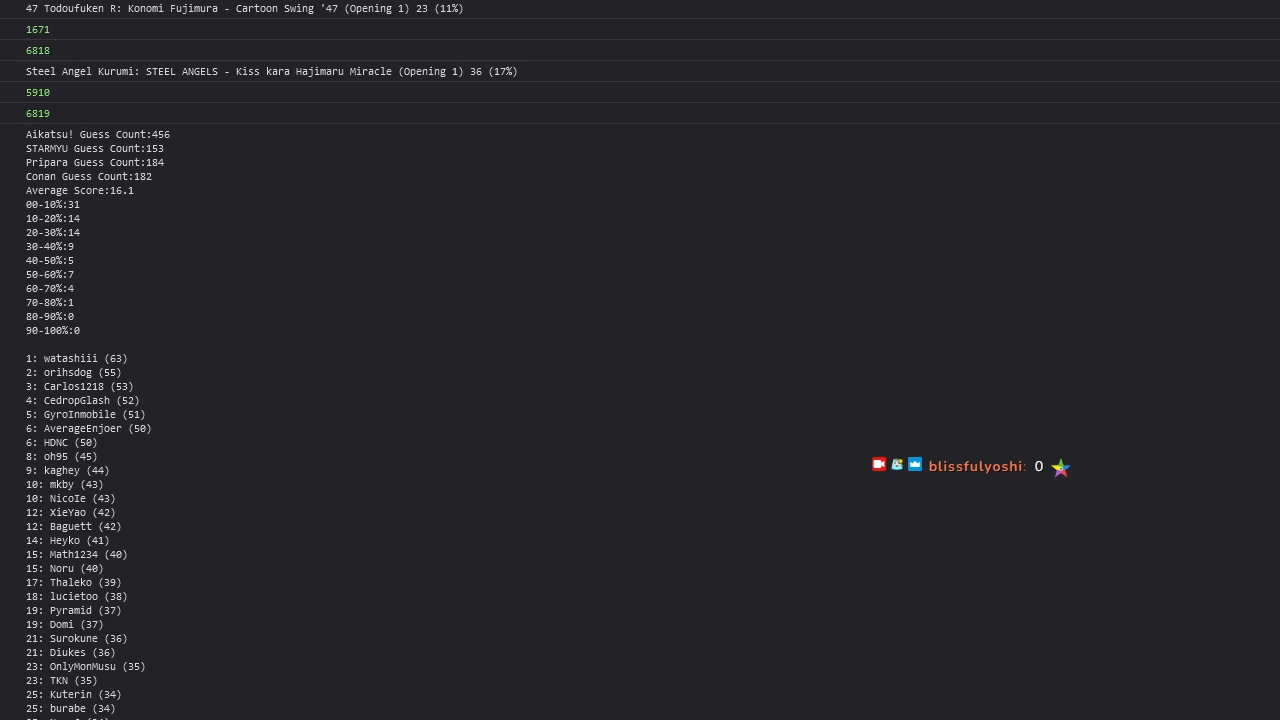 47 Todoufuken R: Konomi Fujimura - Cartoon Swing '47 (Opening 1) 23 (11%)
1671
6818
Steel Angel Kurumi: STEEL ANGELS - Kiss kara Hajimaru Miracle (Opening 1) 36 (17%)
5910
6819
Aikatsu! Guess Count:456
STARMYU Guess Count:153
Pripara Guess Count:184
Conan Guess Count:182
Average Score:16.1
00-10%:31
10-20%:14
20-30%:14
30-40%:9
40-50%:5
50-60%:7
60-70%:4
70-80%:1
80-90%:0
90-100%:0
1: watashiii (63)
2: orihsdog (55)
3: Carlos1218 (53)
4: CedropGlash (52)
5: GyroInmobile (51)
6: AverageEnjoer (50)
6: HDNC (50)
8: oh95 (45)
9: kaghey (44)
10: mkby (43)
10: NicoIe (43)
12: XieYao (42)
12: Baguett (42)
14: Heyko (41)
15: Math1234 (40)
15: Noru (40)
17: Thaleko (39)
18: lucietoo (38)
19: Pyramid (37)
19: Domi (37)
21: Surokune (36)
21: Diukes (36)
23: OnlyMonMusu (35)
23: TKN (35)
25: Kuterin (34)
25: burabe (34)
blissfulyoshi: 0